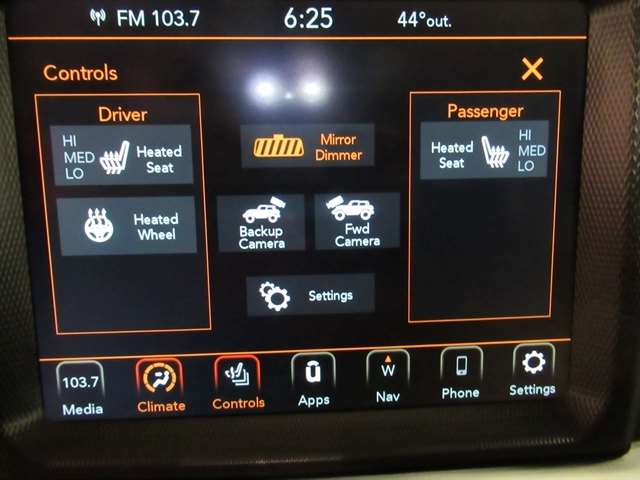 FM 103.7 6:25 44°out.
Controls X
Driver
HI
MED
LO
Heated
Seat
Heated
Wheel
Mirror
Dimmer
Backup
Camera
Fwd
Camera
Settings
Passenger
Heated
Seat
HI
MED
LO
103.7
Media
Climate
Controls
Apps
W
Nav
Phone
Settings